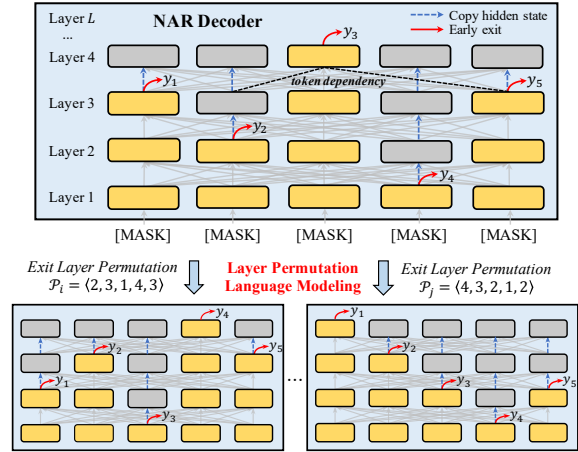 Layer L
NAR Decoder
Copy hidden state
Early exit
...
Layer 4
y3
y1
token dependency
y5
Layer 3
y2
Layer 2
y4
Layer 1
[MASK] [MASK] [MASK] [MASK] [MASK]
Exit Layer Permutation
𝒫i = ⟨2, 3, 1, 4, 3⟩
Layer Permutation
Language Modeling
Exit Layer Permutation
𝒫j = ⟨4, 3, 2, 1, 2⟩
y4
y2
y5
y1
y3
...
y1
y2
y3
y5
y4